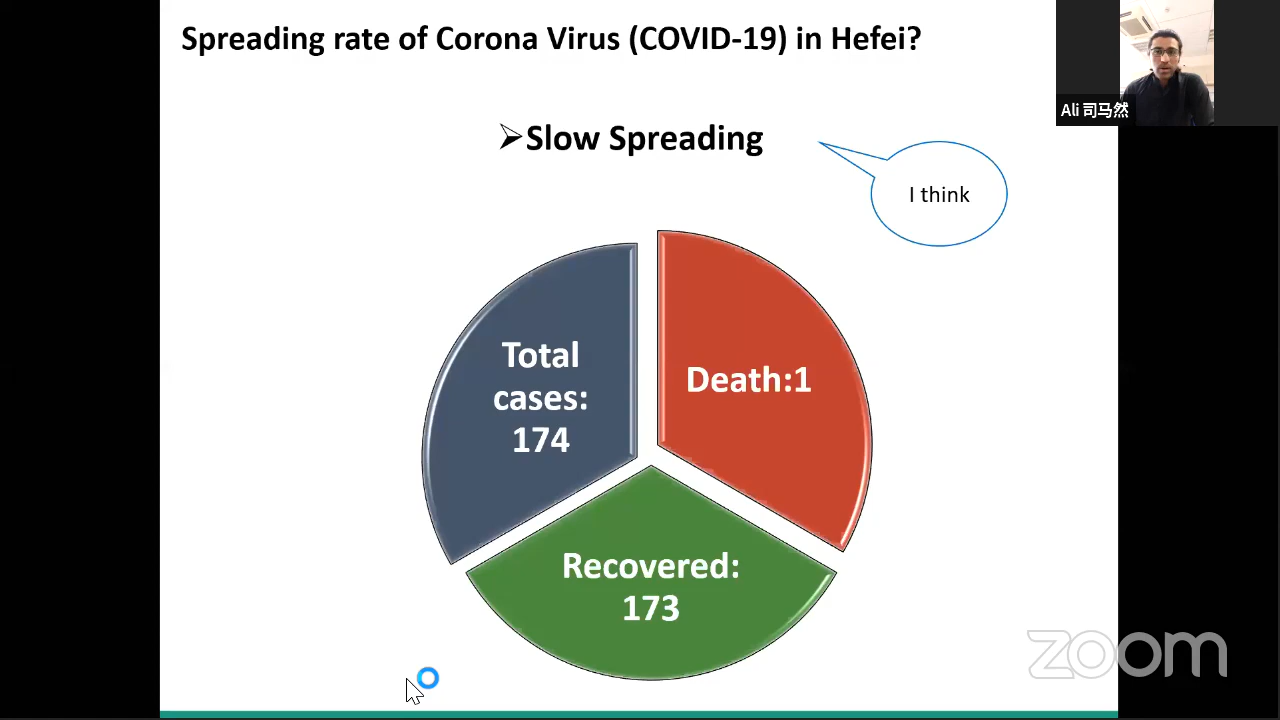 Spreading rate of Corona Virus (COVID-19) in Hefei?
Ali 司马然
➢Slow Spreading
I think
Total
cases:
174
Death:1
Recovered:
173
zoom